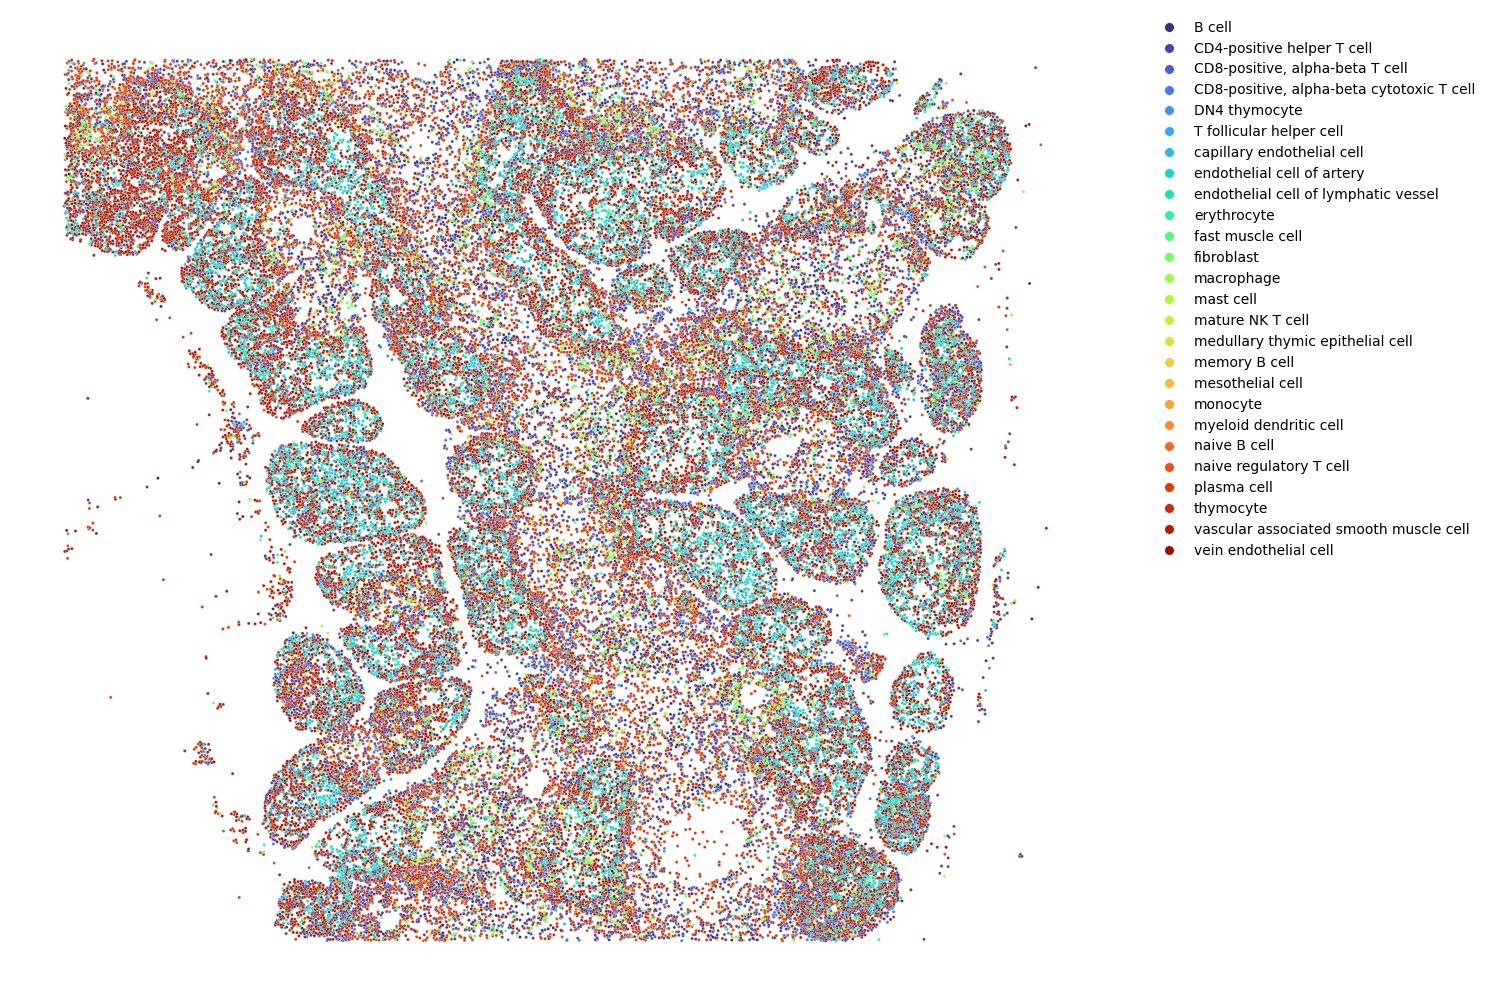 B cell
CD4-positive helper T cell
CD8-positive, alpha-beta T cell
CD8-positive, alpha-beta cytotoxic T cell
DN4 thymocyte
T follicular helper cell
capillary endothelial cell
endothelial cell of artery
endothelial cell of lymphatic vessel
erythrocyte
fast muscle cell
fibroblast
macrophage
mast cell
mature NK T cell
medullary thymic epithelial cell
memory B cell
mesothelial cell
monocyte
myeloid dendritic cell
naive B cell
naive regulatory T cell
plasma cell
thymocyte
vascular associated smooth muscle cell
vein endothelial cell